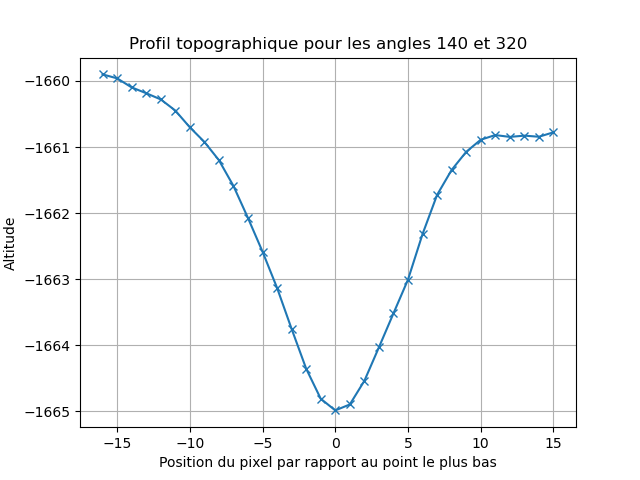 Profil topographique pour les angles 140 et 320
−1660
−1661
−1662
−1663
−1664
−1665
Altitude
−15 −10 −5 0 5 10 15
Position du pixel par rapport au point le plus bas